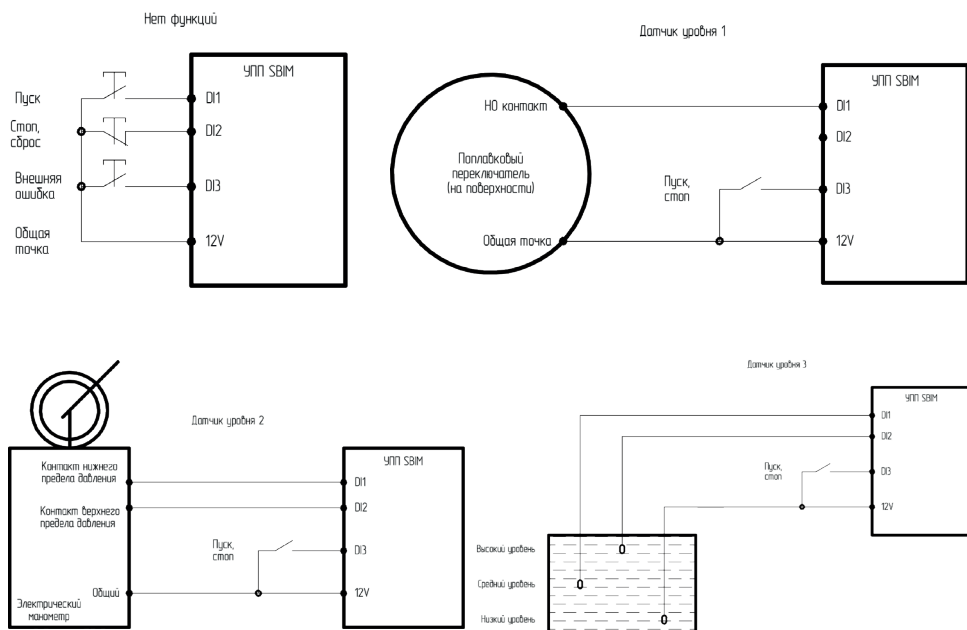 Нет функций
УПП SBIM
Пуск
DI1
Стоп,
сброс
DI2
Внешняя
ошибка
DI3
Общая
точка
12V
Датчик уровня 1
УПП SBIM
НО контакт
DI1
DI2
Поплавковый
переключатель
(на поверхности)
Пуск,
стоп
DI3
Общая точка
12V
Датчик уровня 2
УПП SBIM
Контакт нижнего
предела давления
DI1
Контакт верхнего
предела давления
DI2
Пуск,
стоп
DI3
Общий
12V
Электрический
манометр
Датчик уровня 3
УПП SBIM
DI1
DI2
Пуск,
стоп
DI3
12V
Высокий уровень
Средний уровень
Низкий уровень